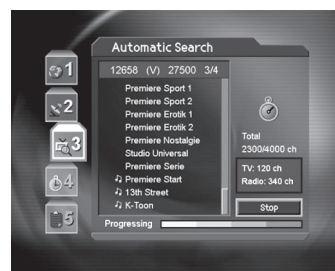 Automatic Search
1
12658 (V) 27500 3/4
Premiere Sport 1
Premiere Sport 2
2
Premiere Erotik 1
Premiere Erotik 2
Premiere Nostalgie
3
Studio Universal
Premiere Serie
Premiere Start
4
13th Street
K-Toon
5
Total
2300/4000 ch
TV: 120 ch
Radio: 340 ch
Stop
Progressing